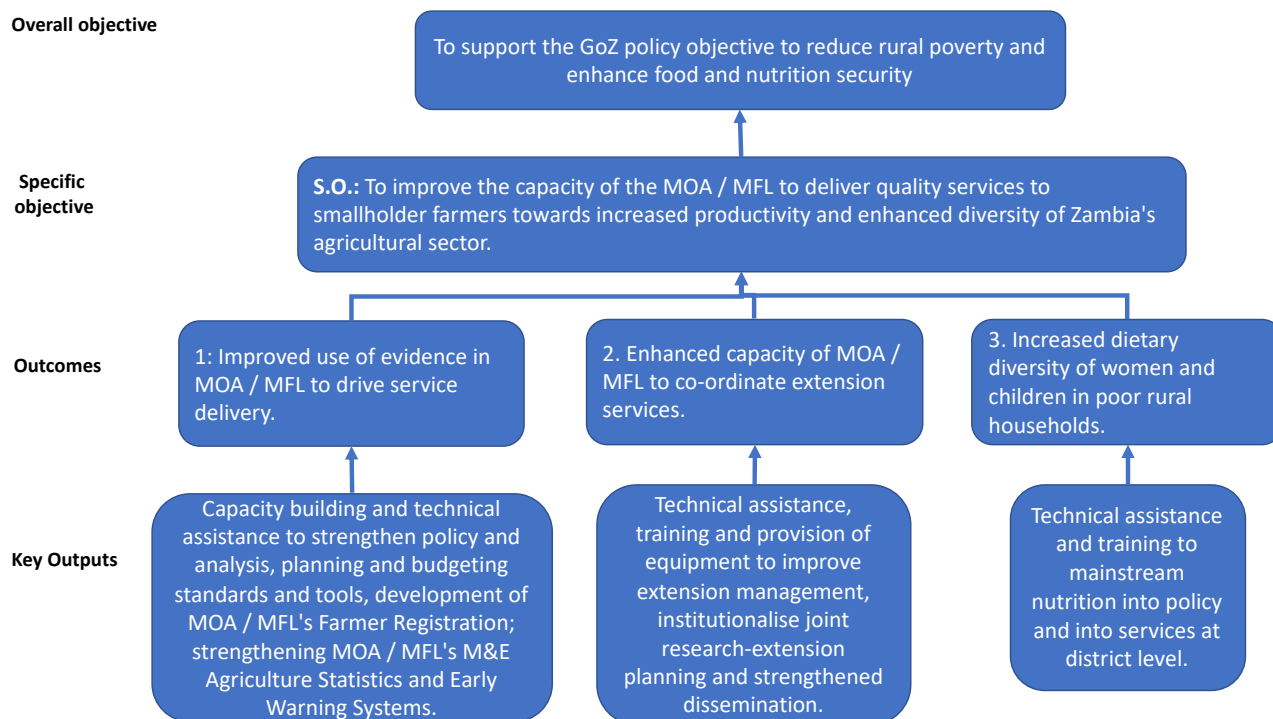 Overall objective
To support the GoZ policy objective to reduce rural poverty and
enhance food and nutrition security
Specific
objective
S.O.: To improve the capacity of the MOA / MFL to deliver quality services to
smallholder farmers towards increased productivity and enhanced diversity of Zambia's
agricultural sector.
Outcomes
1: Improved use of evidence in
MOA / MFL to drive service
delivery.
2. Enhanced capacity of MOA /
MFL to co-ordinate extension
services.
3. Increased dietary
diversity of women and
children in poor rural
households.
Key Outputs
Capacity building and technical
assistance to strengthen policy and
analysis, planning and budgeting
standards and tools, development of
MOA / MFL's Farmer Registration;
strengthening MOA / MFL's M&E
Agriculture Statistics and Early
Warning Systems.
Technical assistance,
training and provision of
equipment to improve
extension management,
institutionalise joint
research-extension
planning and strengthened
dissemination.
Technical assistance
and training to
mainstream
nutrition into policy
and into services at
district level.